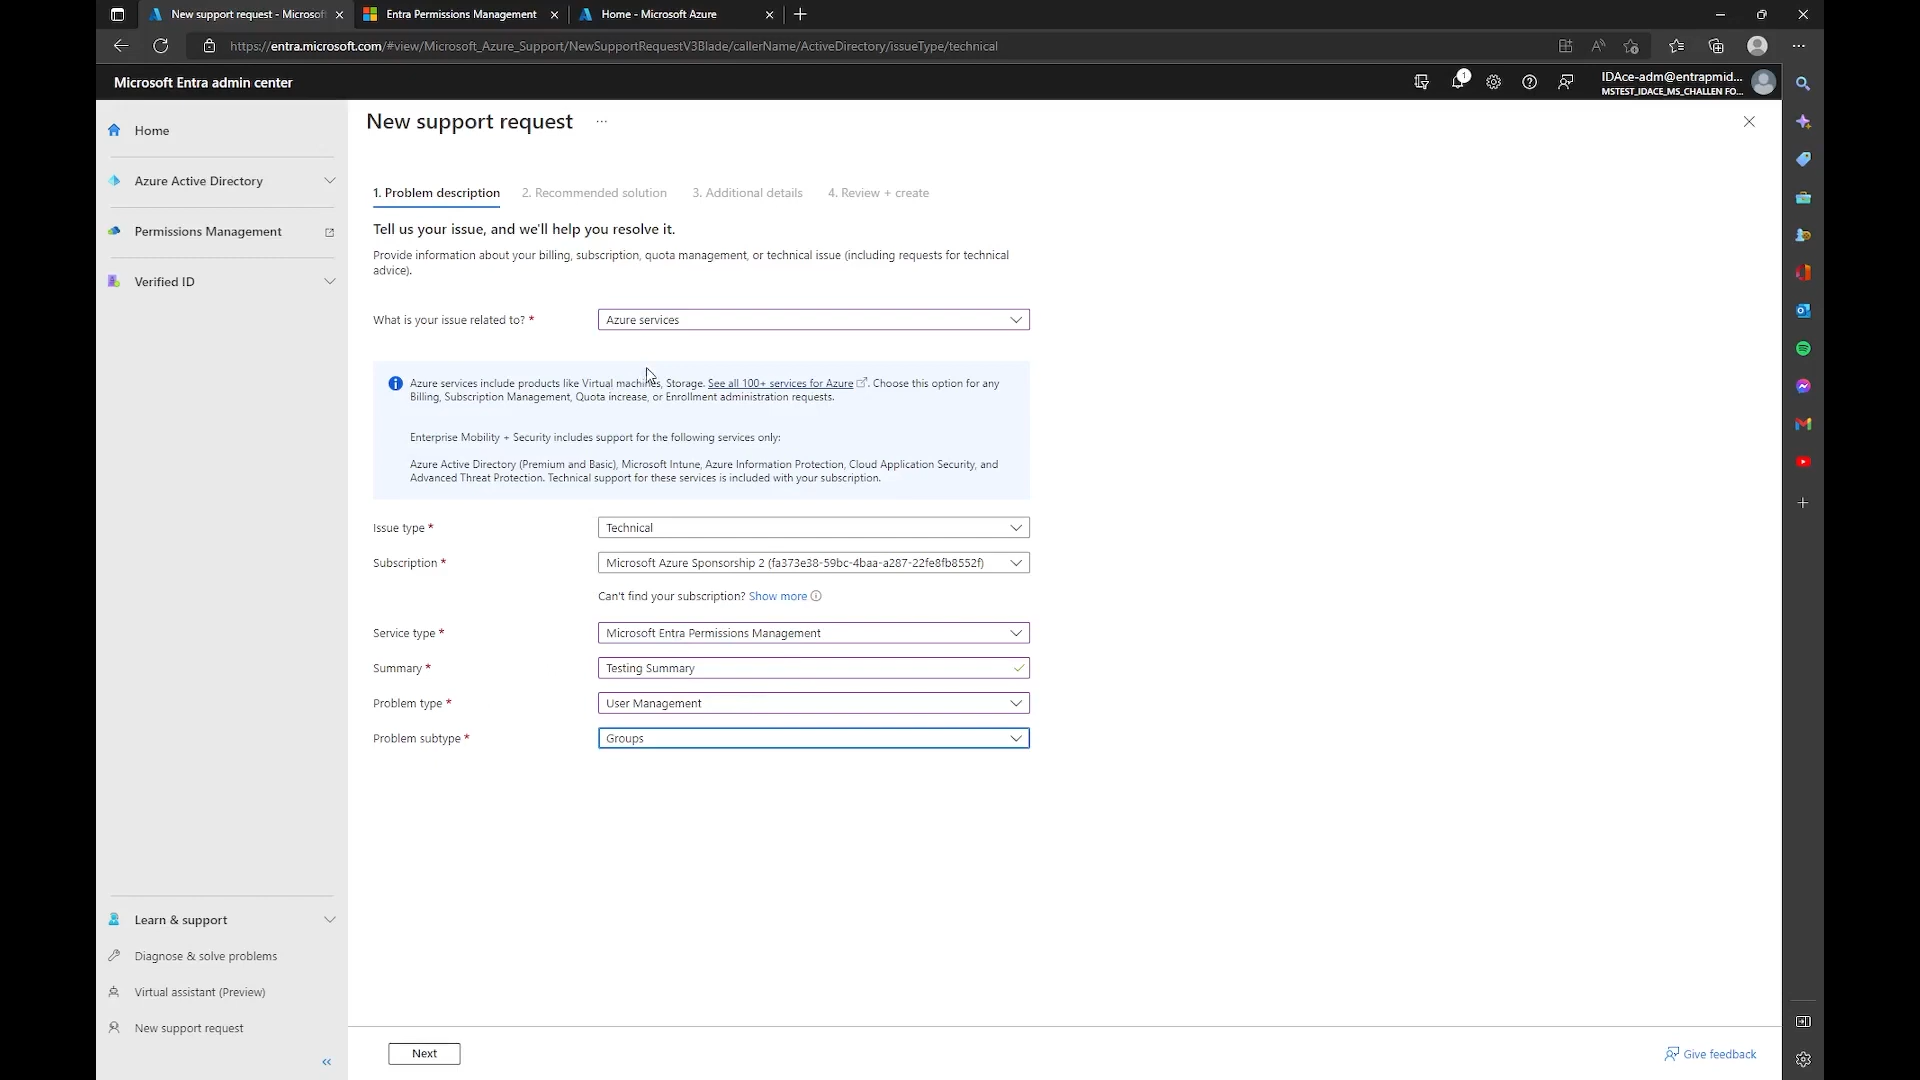 New support request - Microsof
Entra Permissions Management
Home - Microsoft Azure
https://entra.microsoft.com/#view/Microsoft_Azure_Support/NewSupportRequestV3Blade/callerName/ActiveDirectory/issueType/technical
Microsoft Entra admin center
1
IDAce-adm@entrapmid...
MSTEST_IDACE_MS_CHALLEN FO...
Home
Azure Active Directory
Permissions Management
Verified ID
Learn & support
Diagnose & solve problems
Virtual assistant (Preview)
New support request
New support request ...
1. Problem description 2. Recommended solution 3. Additional details 4. Review + create
Tell us your issue, and we'll help you resolve it.
Provide information about your billing, subscription, quota management, or technical issue (including requests for technical
advice).
What is your issue related to? * Azure services
Azure services include products like Virtual machines, Storage. See all 100+ services for Azure. Choose this option for any
Billing, Subscription Management, Quota increase, or Enrollment administration requests.
Enterprise Mobility + Security includes support for the following services only:
Azure Active Directory (Premium and Basic), Microsoft Intune, Azure Information Protection, Cloud Application Security, and
Advanced Threat Protection. Technical support for these services is included with your subscription.
Issue type * Technical
Subscription * Microsoft Azure Sponsorship 2 (fa373e38-59bc-4baa-a287-22fe8fb8552f)
Can't find your subscription? Show more
Service type * Microsoft Entra Permissions Management
Summary * Testing Summary
Problem type * User Management
Problem subtype * Groups
Next
Give feedback